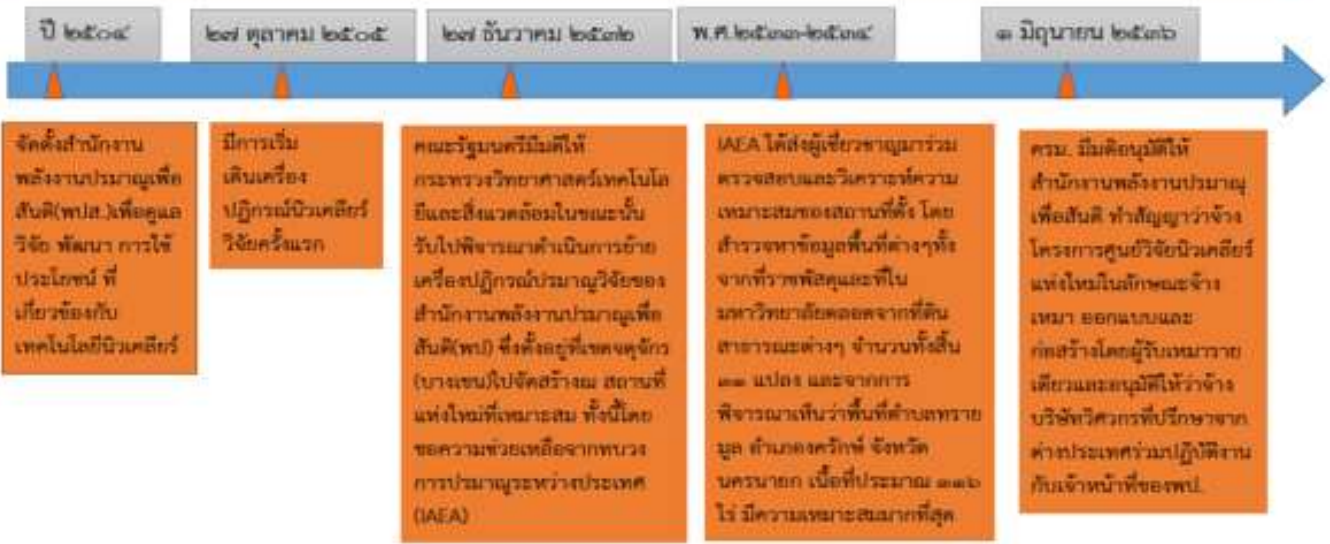 ปี ๒๕๐๔
จัดตั้งสำนักงาน
พลังงานปรมาณูเพื่อ
สันติ(พปส.)เพื่อดูแล
วิจัย พัฒนา การใช้
ประโยชน์ ที่
เกี่ยวข้องกับ
เทคโนโลยีนิวเคลียร์
๒๗ ตุลาคม ๒๕๐๕
มีการเริ่ม
เดินเครื่อง
ปฏิกรณ์นิวเคลียร์
วิจัยครั้งแรก
๒๗ ธันวาคม ๒๕๓๒
คณะรัฐมนตรีมีมติให้
กระทรวงวิทยาศาสตร์เทคโนโล
ยีและสิ่งแวดล้อมในขณะนั้น
รับไปพิจารณาดำเนินการย้าย
เครื่องปฏิกรณ์ปรมาณูวิจัยของ
สำนักงานพลังงานปรมาณูเพื่อ
สันติ(พป) ซึ่งตั้งอยู่ที่เขตจตุจักร
(บางเขน)ไปจัดสร้างณ สถานที่
แห่งใหม่ที่เหมาะสม ทั้งนี้โดย
ขอความช่วยเหลือจากทบวง
การปรมาณูระหว่างประเทศ
(IAEA)
พ.ศ.๒๕๓๓-๒๕๓๔
IAEA ได้ส่งผู้เชี่ยวชาญมาร่วม
ตรวจสอบและวิเคราะห์ความ
เหมาะสมของสถานที่ตั้ง โดย
สำรวจหาข้อมูลพื้นที่ต่างๆทั้ง
จากที่ราชพัสดุและที่ใน
มหาวิทยาลัยตลอดจากที่ดิน
สาธารณะต่างๆ จำนวนทั้งสิ้น
แปลง และจากการ
พิจารณาเห็นว่าพื้นที่ตำบลทราย
มูล อำเภอองครักษ์ จังหวัด
นครนายก เนื้อที่ประมาณ
ไร่ มีความเหมาะสมมากที่สุด
๑ มิถุนายน ๒๕๓๖
ครม. มีมติอนุมัติให้
สำนักงานพลังงานปรมาณู
เพื่อสันติ ทำสัญญาว่าจ้าง
โครงการศูนย์วิจัยนิวเคลียร์
แห่งใหม่ในลักษณะจ้าง
เหมา ออกแบบและ
ก่อสร้างโดยผู้รับเหมาราย
เดียวและอนุมัติให้ว่าจ้าง
บริษัทวิศวกรที่ปรึกษาจาก
ต่างประเทศร่วมปฏิบัติงาน
กับเจ้าหน้าที่ของพป.